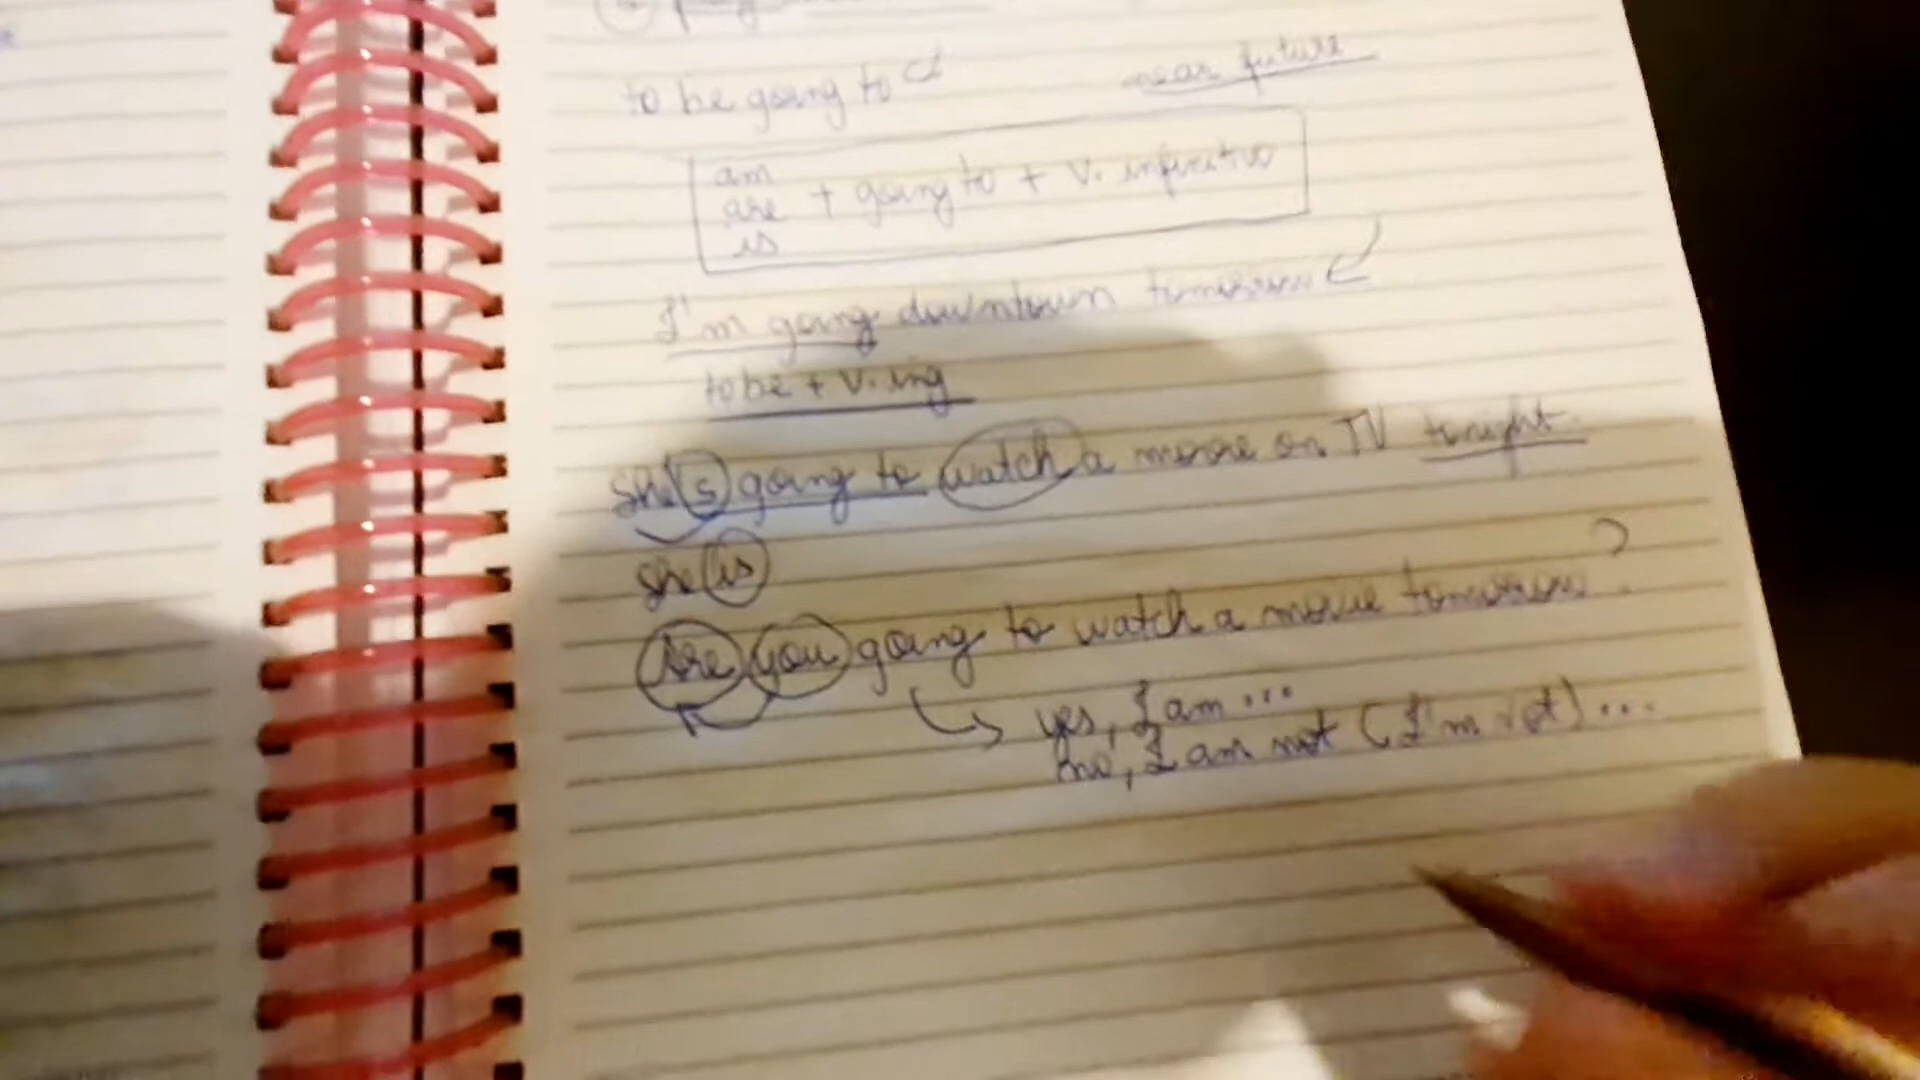 to be going to near future
am
are + going to + v. infinitivo
is
I'm going downtown tomorrow
to be + v. ing
she's going to watch a movie on TV tonight.
she is
Are you going to watch a movie tomorrow?
yes, I am ...
no, I am not (I'm not) ...